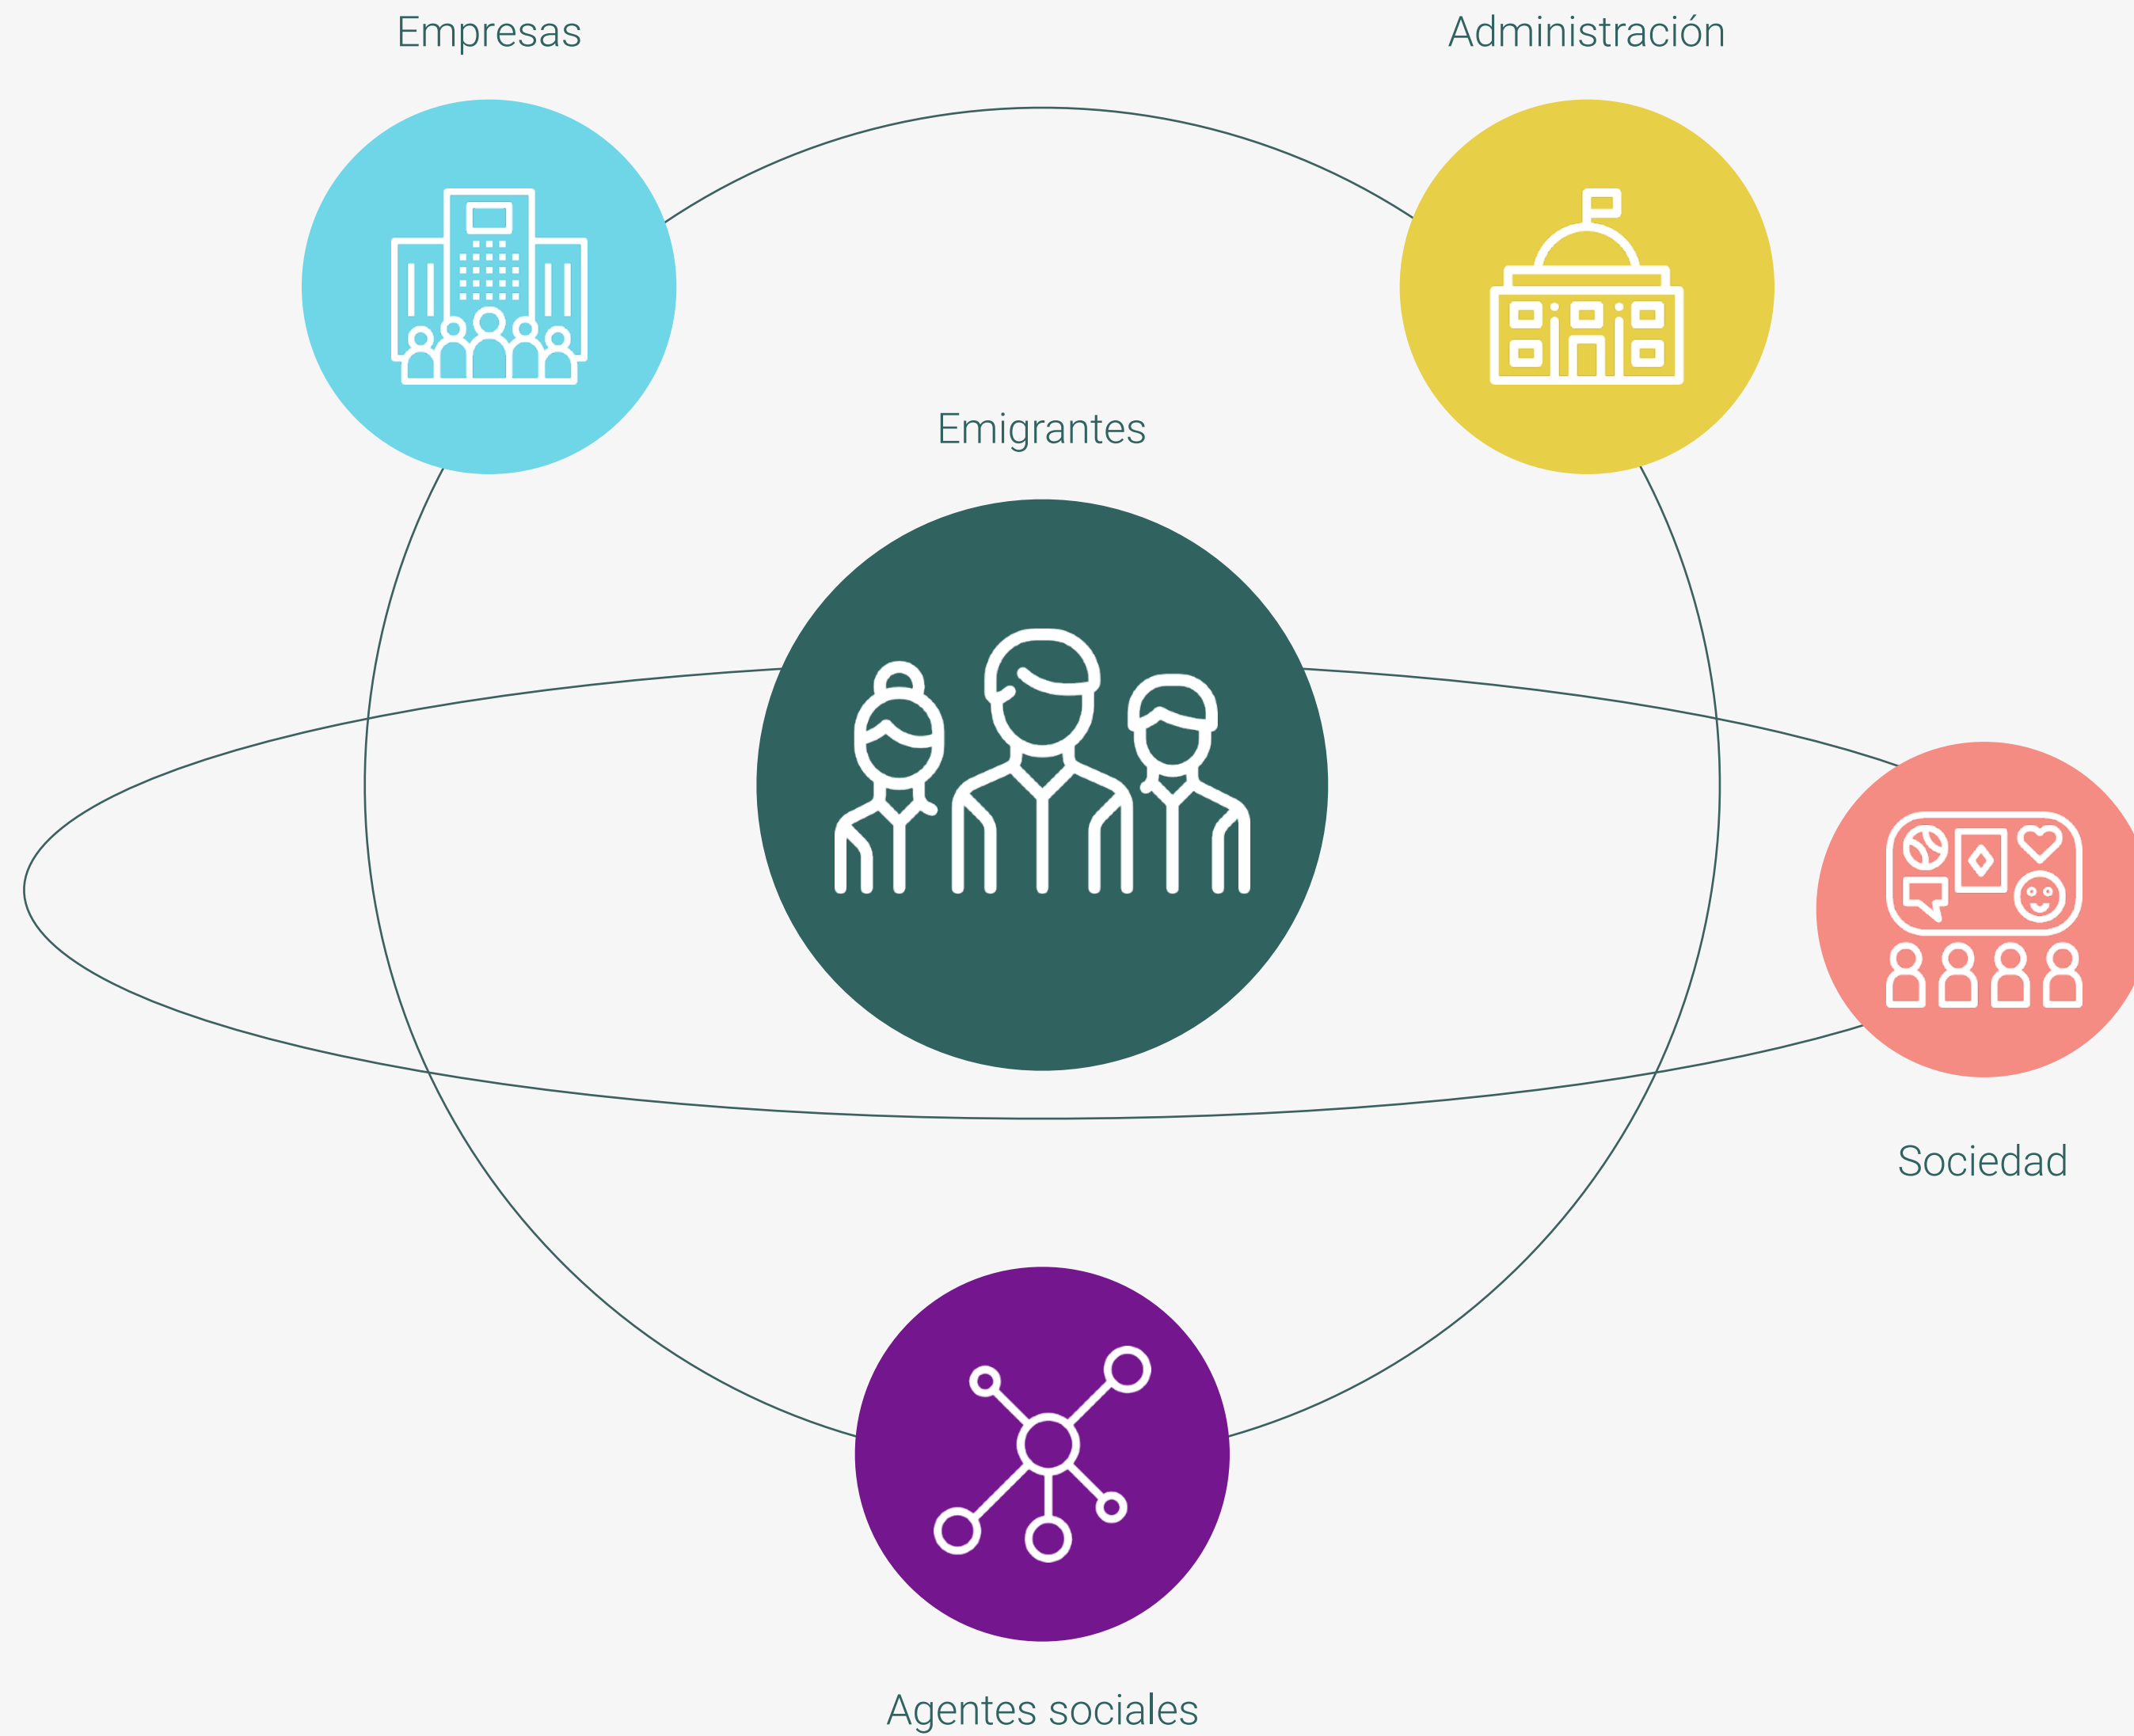 Empresas
Administración
Emigrantes
Sociedad
Agentes sociales